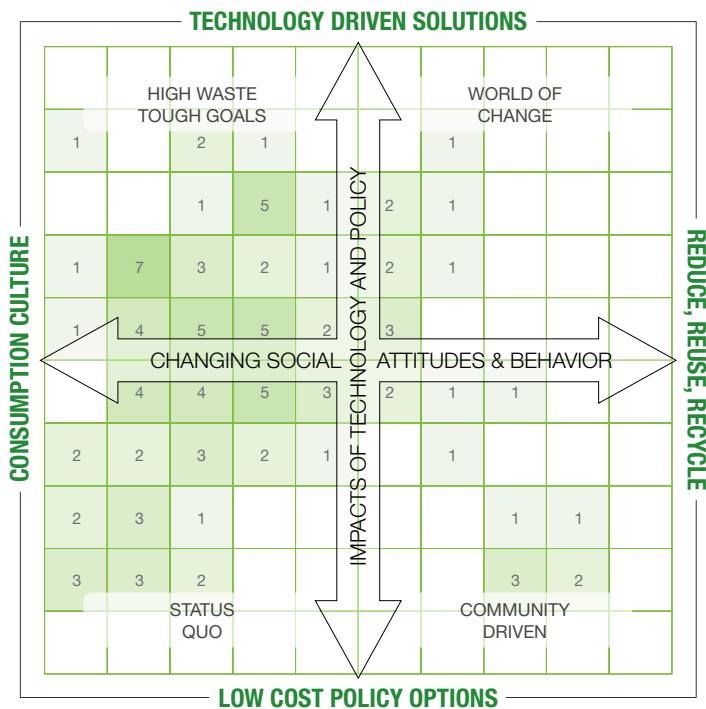 TECHNOLOGY DRIVEN SOLUTIONS
HIGH WASTE
TOUGH GOALS
WORLD OF
CHANGE
1 2 1 1
1 5 1 2 1
1 7 3 2 1 2 1
1 4 5 5 2 3
CONSUMPTION CULTURE
CHANGING SOCIAL ATTITUDES & BEHAVIOR
IMPACTS OF TECHNOLOGY AND POLICY
REDUCE, REUSE, RECYCLE
4 4 5 3 2 1 1
2 2 3 2 1 1
2 3 1 1 1
3 3 2 3 2
STATUS
QUO
COMMUNITY
DRIVEN
LOW COST POLICY OPTIONS